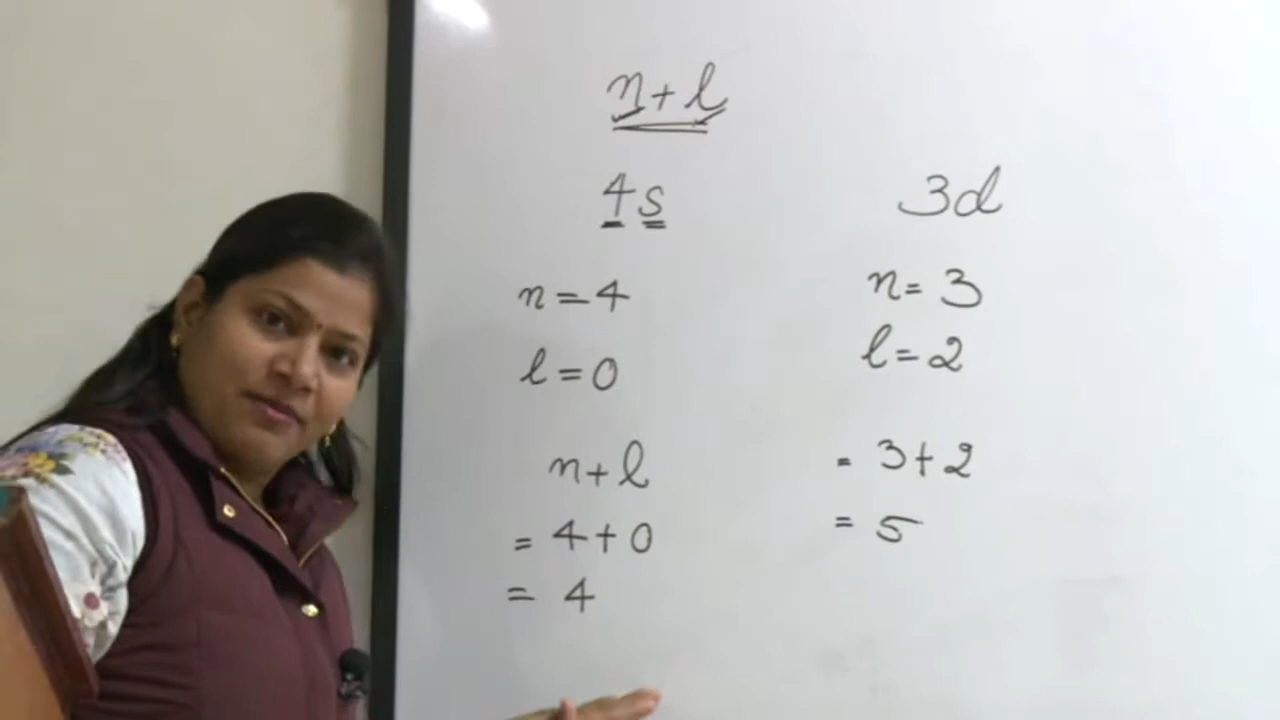 n+l
4s 3d
n=4 n=3
l=0 l=2
n+l = 3+2
= 4+0 = 5
= 4